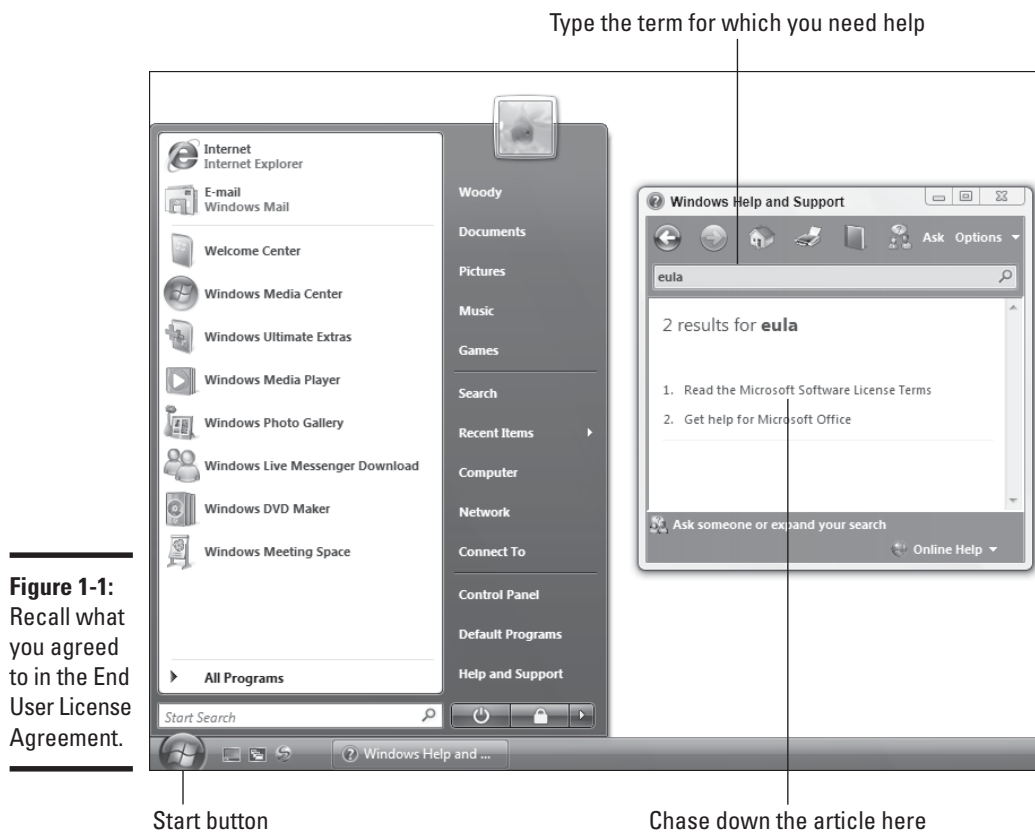 Type the term for which you need help
Internet
Internet Explorer
E-mail
Windows Mail
Welcome Center
Windows Media Center
Windows Ultimate Extras
Windows Media Player
Windows Photo Gallery
Windows Live Messenger Download
Windows DVD Maker
Windows Meeting Space
All Programs
Start Search
Woody
Documents
Pictures
Music
Games
Search
Recent Items
Computer
Network
Connect To
Control Panel
Default Programs
Help and Support
Windows Help and Support
Ask Options
eula
2 results for eula
1. Read the Microsoft Software License Terms
2. Get help for Microsoft Office
Ask someone or expand your search
Online Help
Windows Help and ...
Figure 1-1:
Recall what
you agreed
to in the End
User License
Agreement.
Start button
Chase down the article here